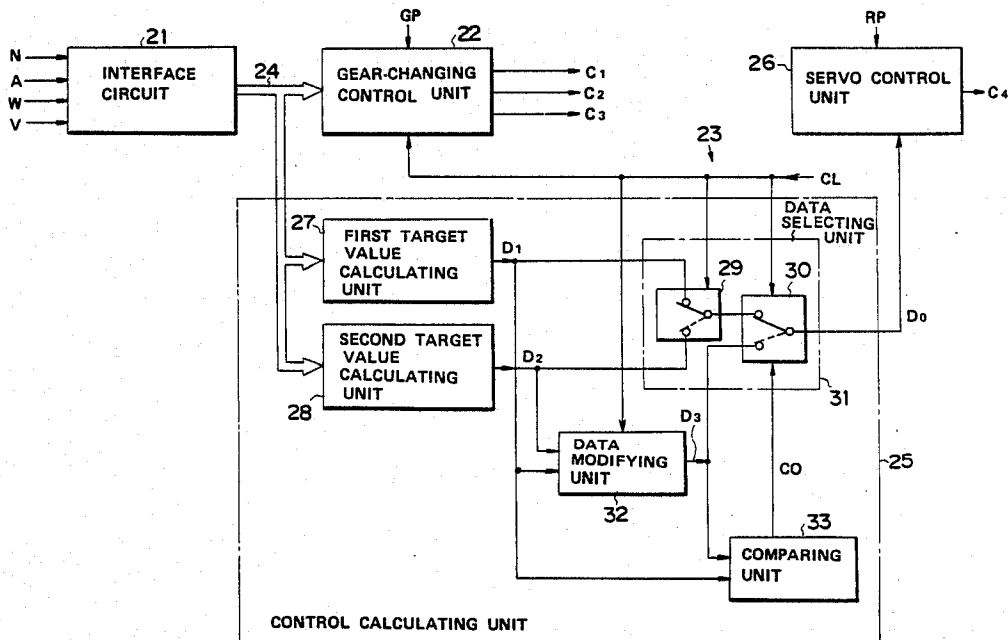 GP
RP
21
22
26
N
A
W
V
INTERFACE
CIRCUIT
24
GEAR-CHANGING
CONTROL UNIT
C1
C2
C3
SERVO CONTROL
UNIT
C4
23
CL
27
FIRST TARGET
VALUE
CALCULATING
UNIT
D1
DATA
SELECTING
UNIT
29
30
D0
SECOND TARGET
VALUE
CALCULATING
UNIT
28
D2
31
DATA
MODIFYING
UNIT
32
D3
25
CO
33
COMPARING
UNIT
CONTROL CALCULATING UNIT